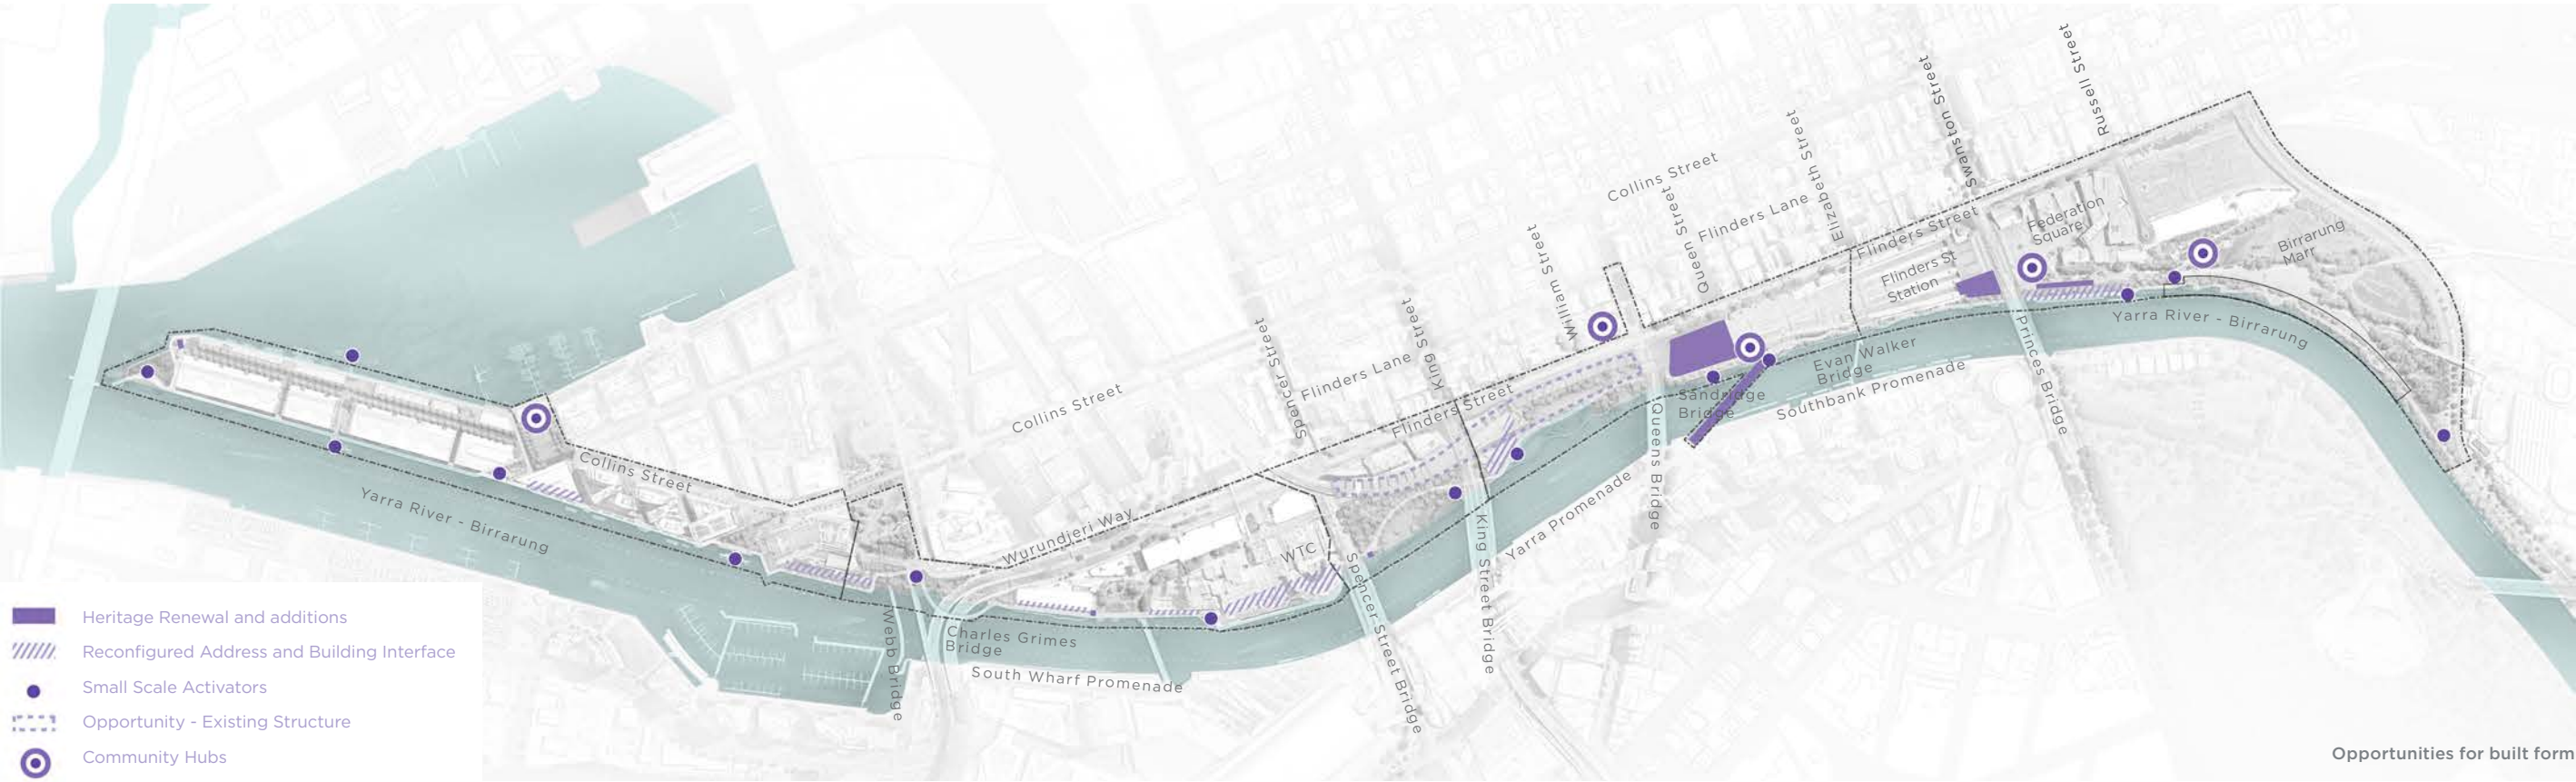 Russell Street
Swanston Street
Elizabeth Street
Collins Street
Queen Street
Flinders Lane
William Street
Flinders Street
Federation
Square
Birrarung
Marr
Flinders St
Station
Yarra River - Birrarung
Princes Bridge
Evan Walker
Bridge
Southbank Promenade
Sandridge
Bridge
Queens Bridge
Spencer Street
Flinders Lane
King Street
Flinders Street
Collins Street
Collins Street
Yarra River - Birrarung
Wurundjeri Way
WTC
Yarra Promenade
King Street Bridge
Spencer Street Bridge
Webb Bridge
Charles Grimes
Bridge
South Wharf Promenade
Heritage Renewal and additions
Reconfigured Address and Building Interface
Small Scale Activators
Opportunity - Existing Structure
Community Hubs
Opportunities for built form